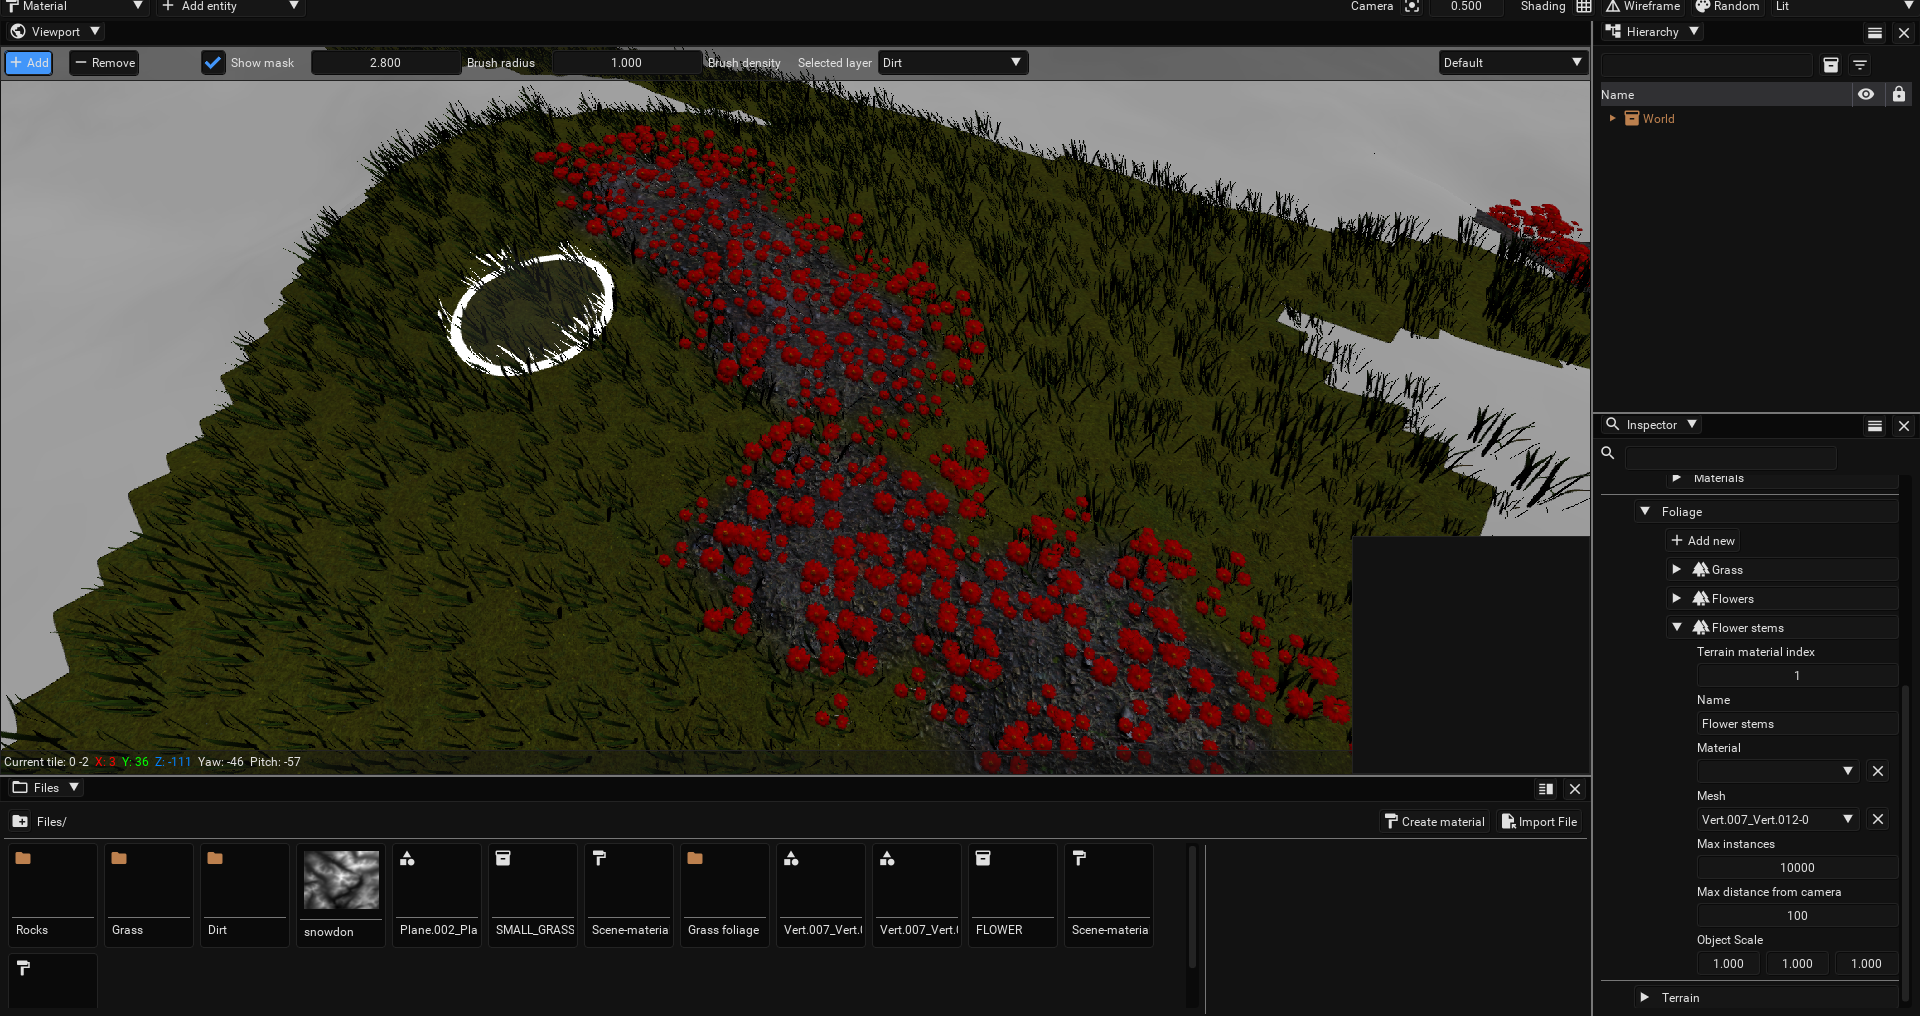 Material
Add entity
Camera
0.500
Shading
Wireframe
Random
Lit
Viewport
Hierarchy
Add
Remove
Show mask
2.800
Brush radius
1.000
Brush density
Selected layer
Dirt
Default
Name
World
Inspector
Materials
Foliage
Add new
Grass
Flowers
Flower stems
Terrain material index
1
Name
Flower stems
Material
Mesh
Vert.007_Vert.012-0
Max instances
10000
Max distance from camera
100
Object Scale
1.000 1.000 1.000
Terrain
Current tile: 0 -2 X: 3 Y: 36 Z: -111 Yaw: -46 Pitch: -57
Files
Files/
Create material
Import File
Rocks
Grass
Dirt
snowdon
Plane.002_Pla
SMALL_GRASS
Scene-materia
Grass foliage
Vert.007_Vert.(
Vert.007_Vert.(
FLOWER
Scene-materia